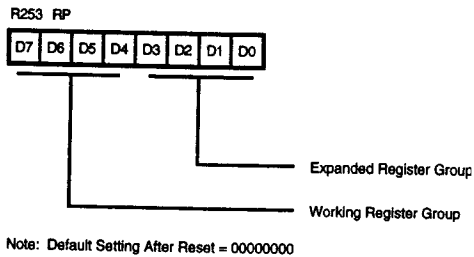 R253 RP
D7 D6 D5 D4 D3 D2 D1 D0
Expanded Register Group
Working Register Group
Note: Default Setting After Reset = 00000000